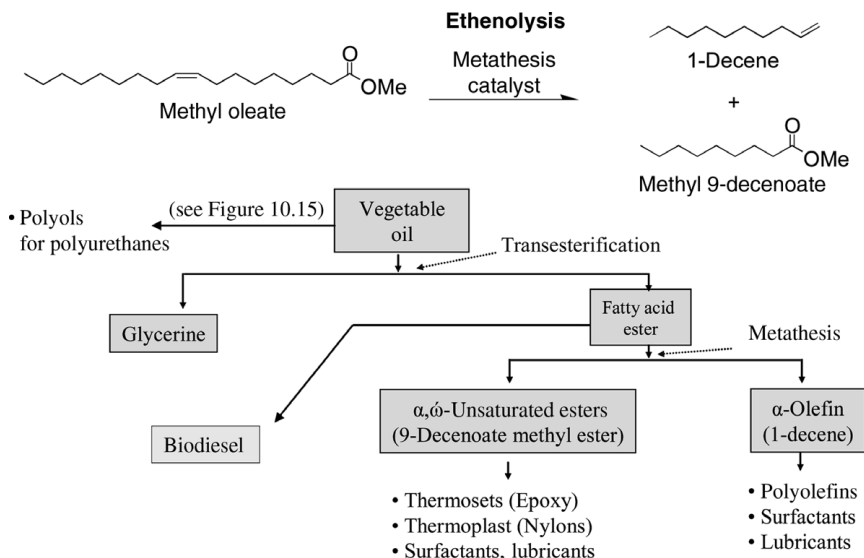 Ethenolysis
Metathesis
catalyst
O
OMe
Methyl oleate
1-Decene
+
O
OMe
Methyl 9-decenoate
• Polyols
for polyurethanes
(see Figure 10.15)
Vegetable
oil
Transesterification
Glycerine
Fatty acid
ester
Metathesis
Biodiesel
α,ώ-Unsaturated esters
(9-Decenoate methyl ester)
α-Olefin
(1-decene)
• Thermosets (Epoxy)
• Thermoplast (Nylons)
• Surfactants, lubricants
• Polyolefins
• Surfactants
• Lubricants